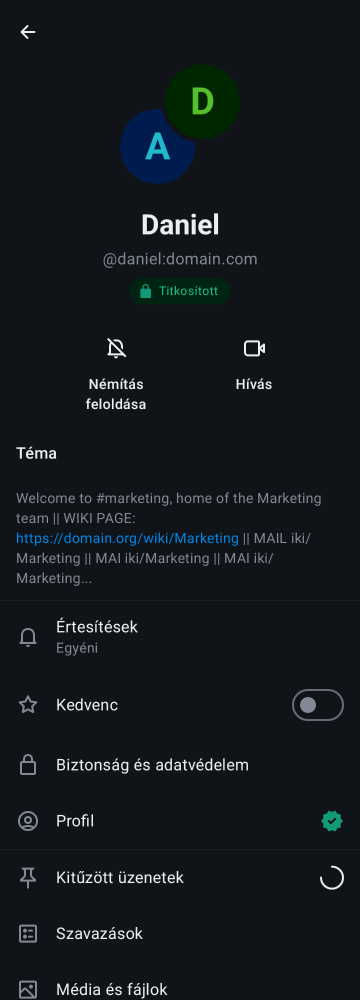 D
A
Daniel
@daniel:domain.com
Titkosított
Némítás
feloldása
Hívás
Téma
Welcome to #marketing, home of the Marketing
team || WIKI PAGE:
https://domain.org/wiki/Marketing || MAIL iki/
Marketing || MAI iki/Marketing || MAI iki/
Marketing...
Értesítések
Egyéni
Kedvenc
Biztonság és adatvédelem
Profil
Kitűzött üzenetek
Szavazások
Média és fájlok